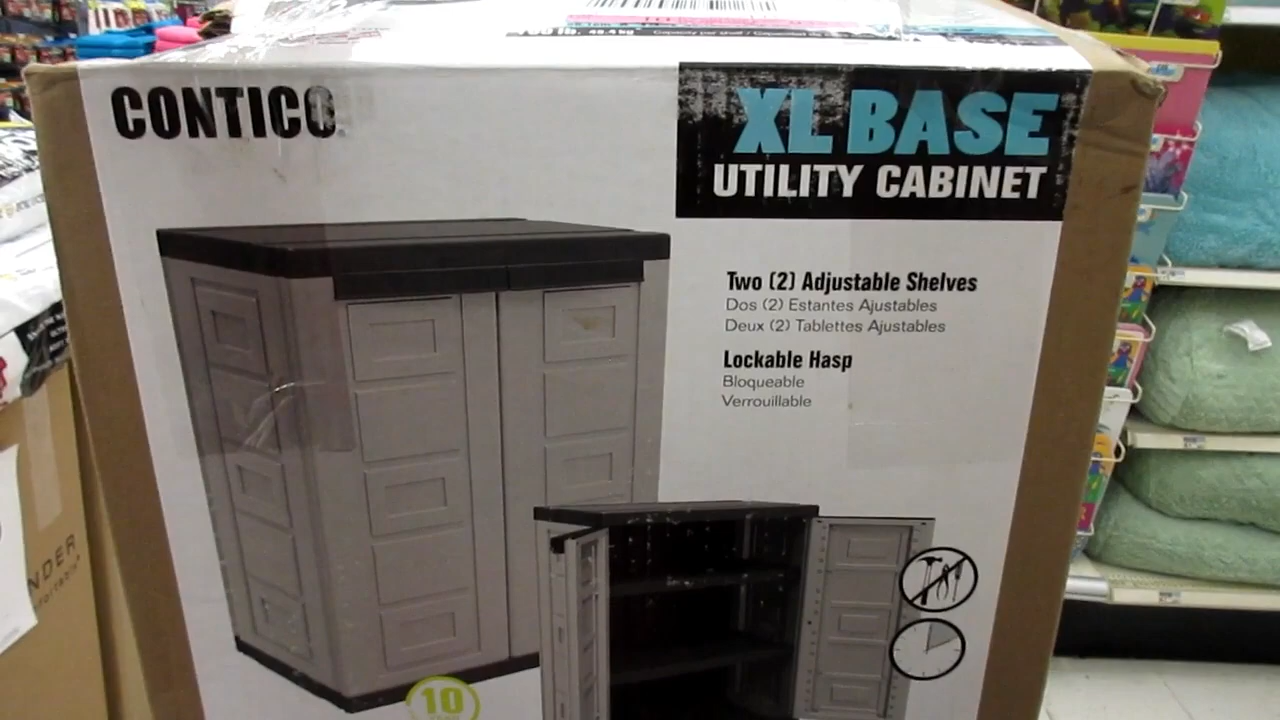 CONTICO
XL BASE
UTILITY CABINET
Two (2) Adjustable Shelves
Dos (2) Estantes Ajustables
Deux (2) Tablettes Ajustables
Lockable Hasp
Bloqueable
Verrouillable
10
NDER